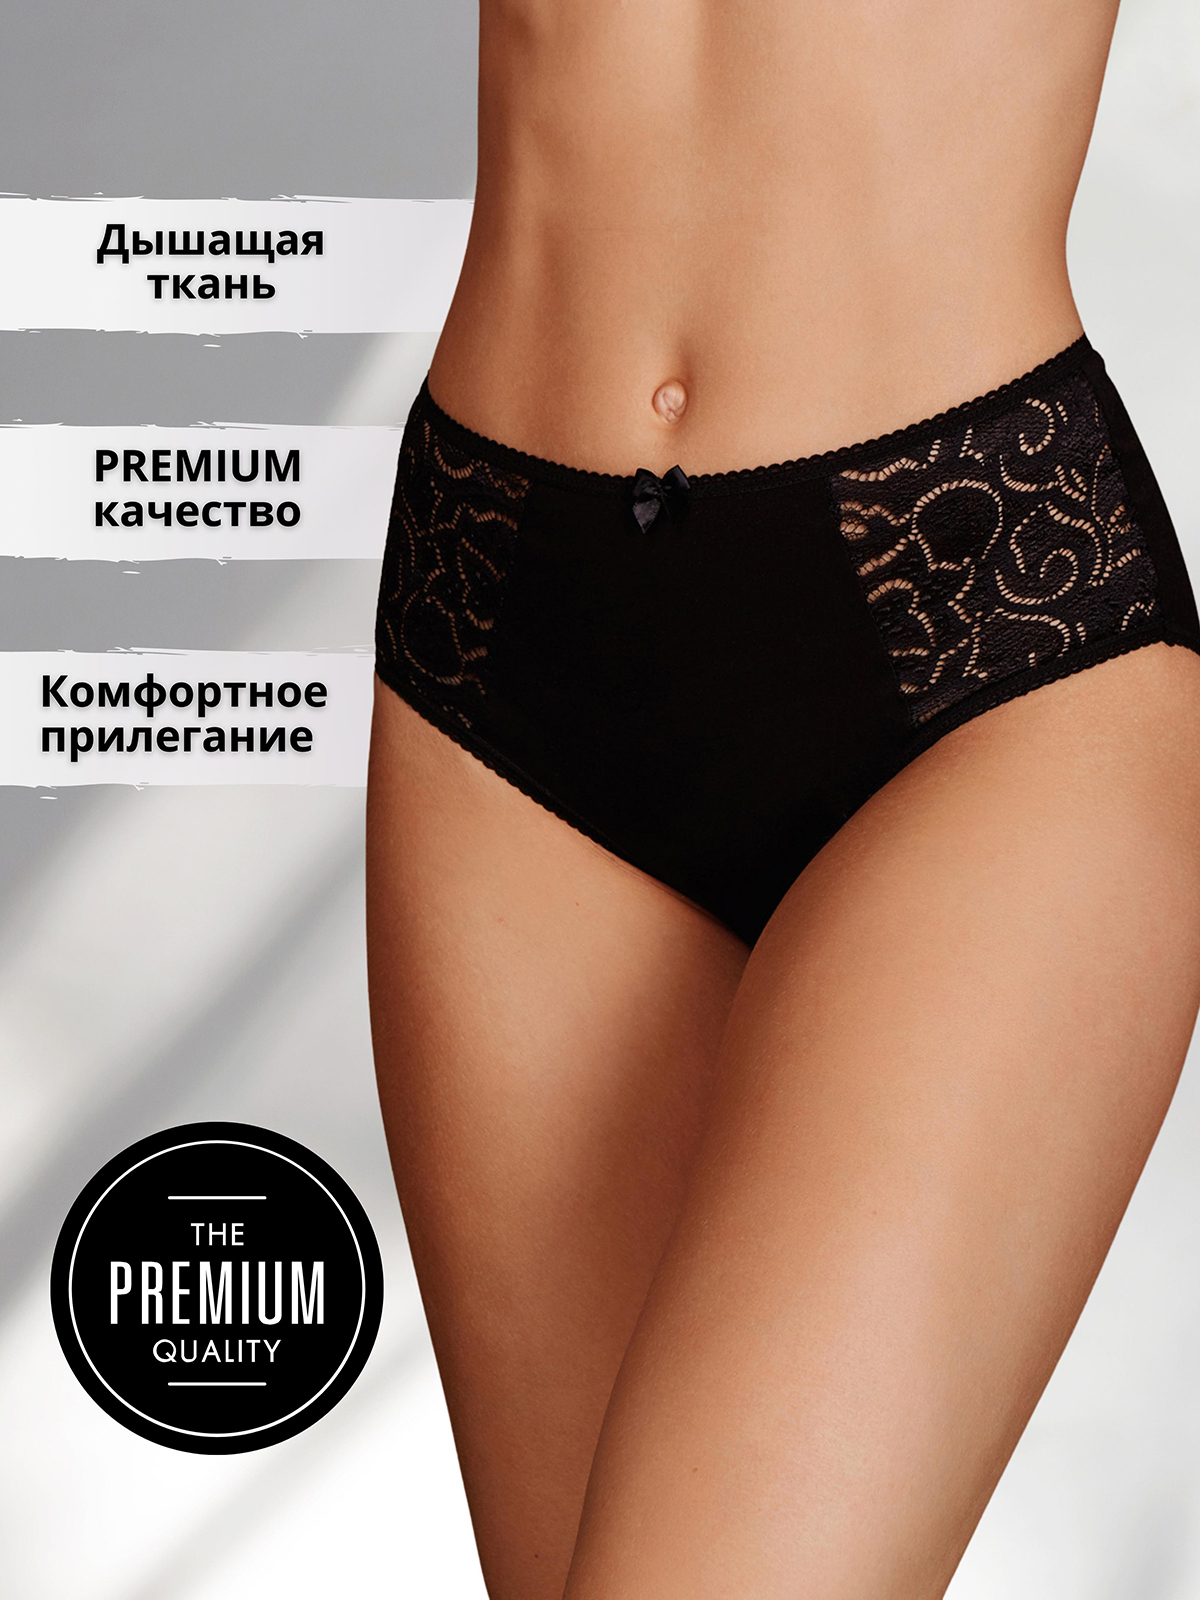 Дышащая
ткань
PREMIUM
качество
Комфортное
прилегание
THE
PREMIUM
QUALITY